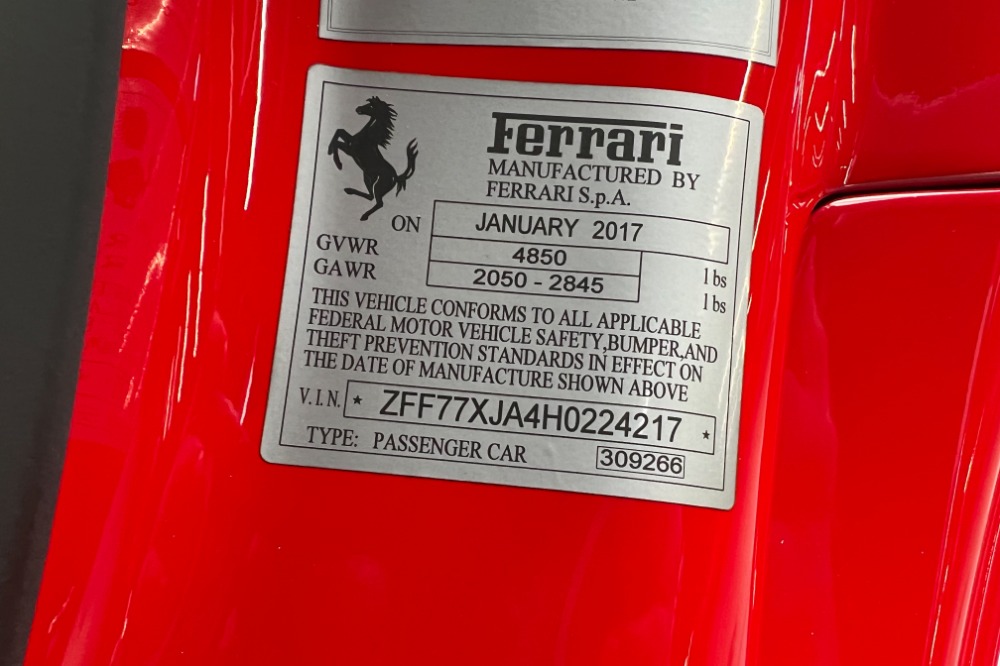 Ferrari
MANUFACTURED BY
FERRARI S.p.A.
ON JANUARY 2017
GVWR 4850 lbs
GAWR 2050 - 2845 lbs
THIS VEHICLE CONFORMS TO ALL APPLICABLE
FEDERAL MOTOR VEHICLE SAFETY,BUMPER,AND
THEFT PREVENTION STANDARDS IN EFFECT ON
THE DATE OF MANUFACTURE SHOWN ABOVE
V.I.N. * ZFF77XJA4H0224217 *
TYPE: PASSENGER CAR 309266